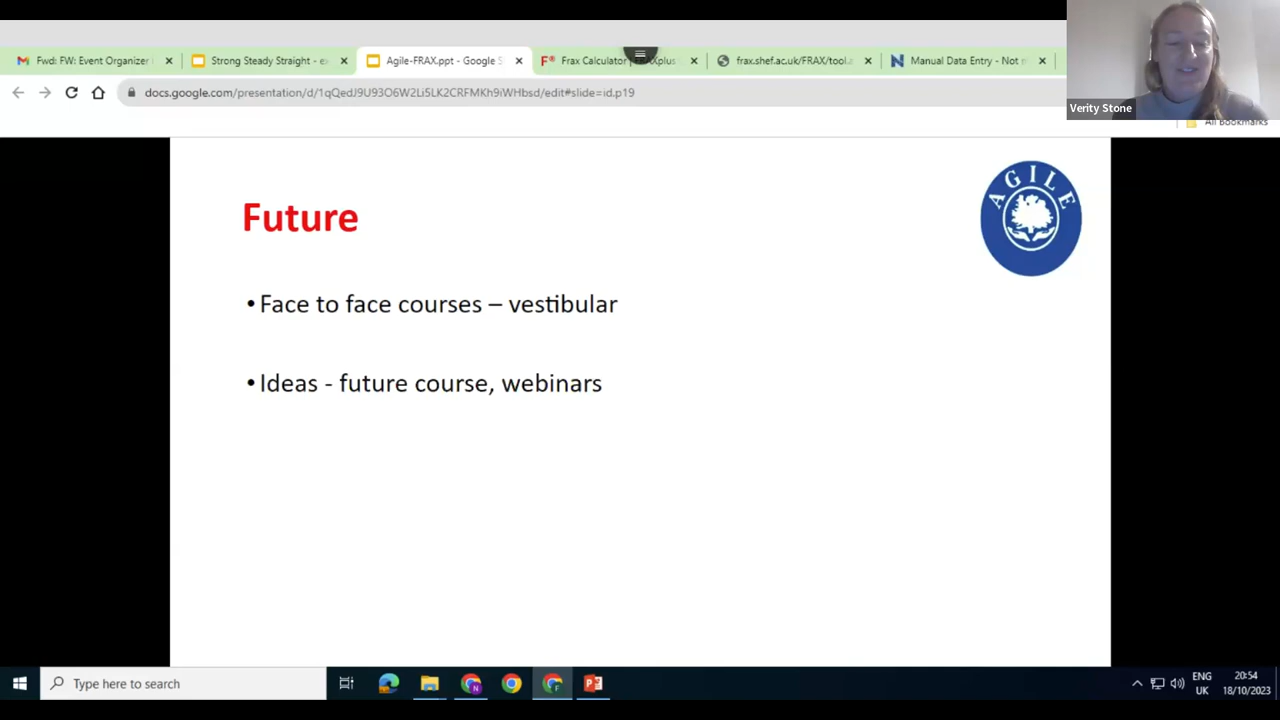 Fwd: FW: Event Organizer i
Strong Steady Straight - ex
Agile-FRAX.ppt - Google S
Frax Calculator | FRAXplus
frax.shef.ac.uk/FRAX/tool.
Manual Data Entry - Not
docs.google.com/presentation/d/1qQedJ9U93O6W2Li5LK2CRFMKh9iWHbsd/edit#slide=id.p19
Verity Stone
All Bookmarks
AGILE
Future
•Face to face courses – vestibular
•Ideas - future course, webinars
Type here to search
ENG
UK
20:54
18/10/2023